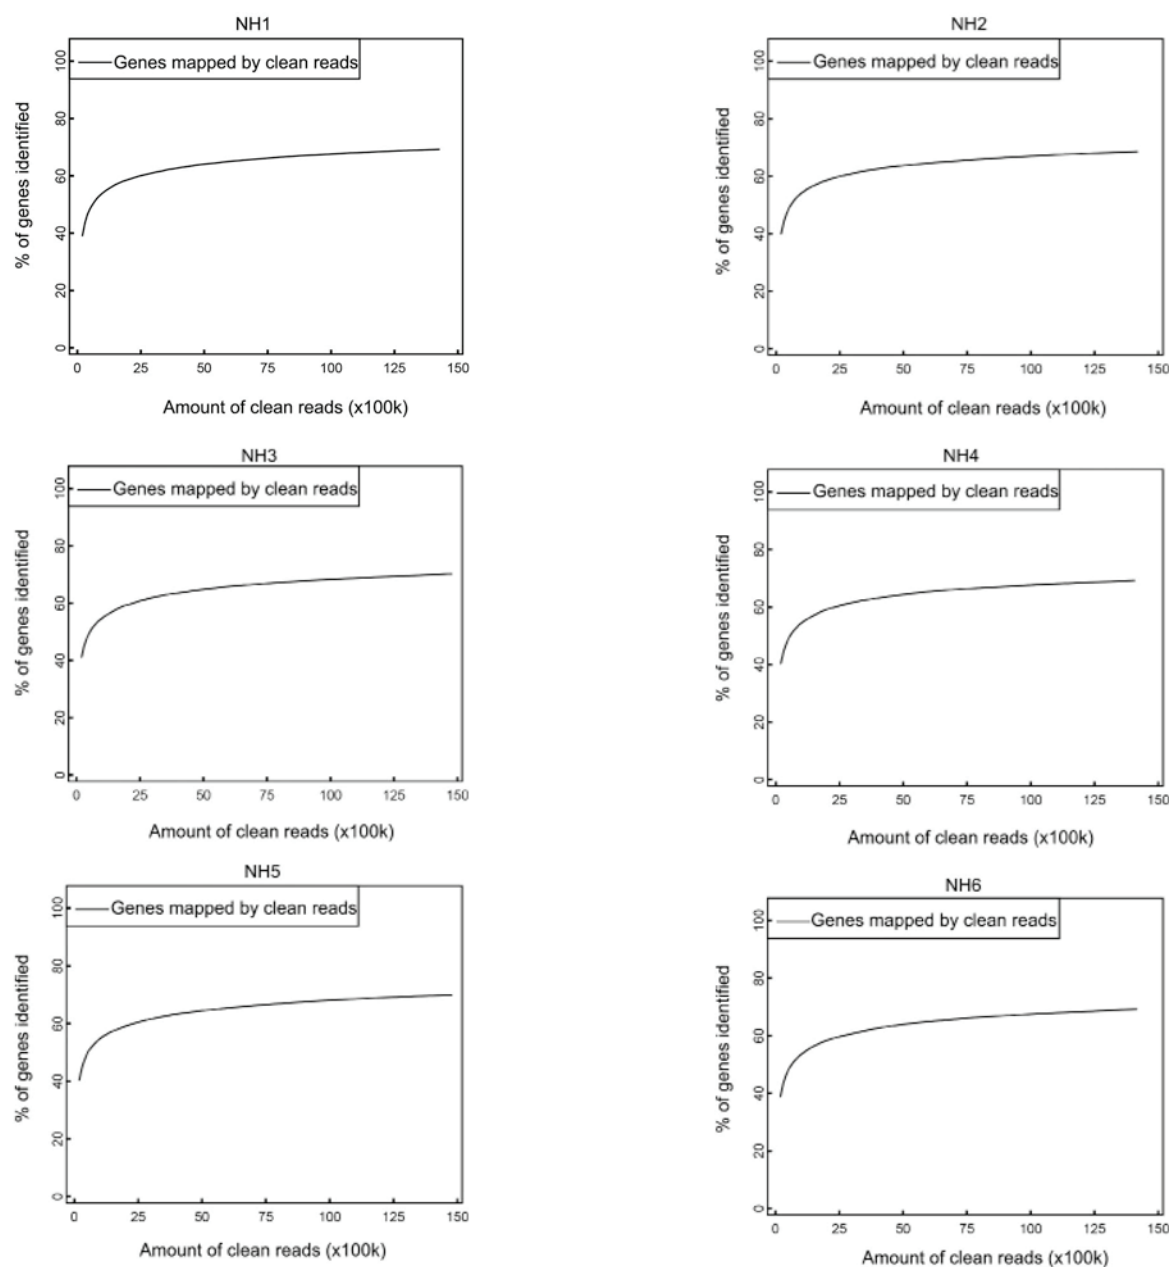 NH1
Genes mapped by clean reads
% of genes identified
100
80
60
40
20
0
0 25 50 75 100 125 150
Amount of clean reads (x100k)
NH2
Genes mapped by clean reads
% of genes identified
100
80
60
40
20
0
0 25 50 75 100 125 150
Amount of clean reads (x100k)
NH3
Genes mapped by clean reads
% of genes identified
100
80
60
40
20
0
0 25 50 75 100 125 150
Amount of clean reads (x100k)
NH4
Genes mapped by clean reads
% of genes identified
100
80
60
40
20
0
0 25 50 75 100 125 150
Amount of clean reads (x100k)
NH5
Genes mapped by clean reads
% of genes identified
100
80
60
40
20
0
0 25 50 75 100 125 150
Amount of clean reads (x100k)
NH6
Genes mapped by clean reads
% of genes identified
100
80
60
40
20
0
0 25 50 75 100 125 150
Amount of clean reads (x100k)